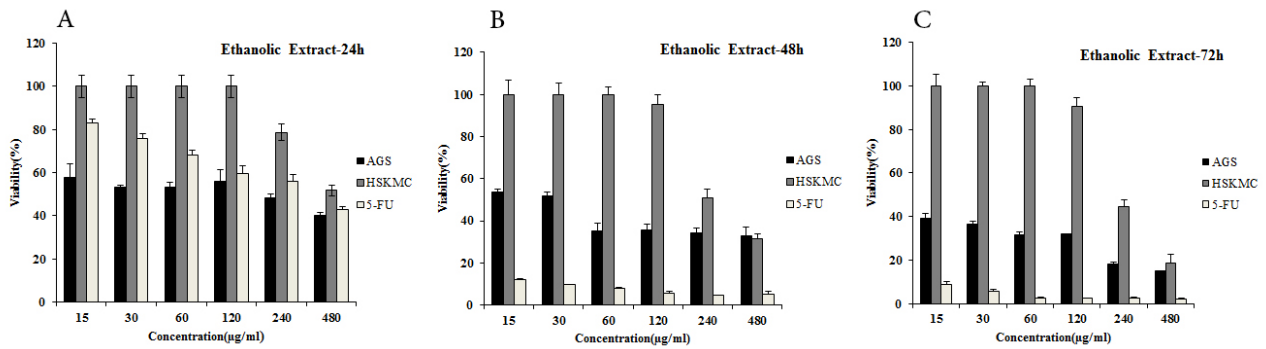 A
Ethanolic Extract-24h
120
100
80
60
40
20
0
Viability(%)
15 30 60 120 240 480
Concentration(µg/ml)
AGS
HSKMC
5-FU
B
Ethanolic Extract-48h
120
100
80
60
40
20
0
Viability(%)
15 30 60 120 240 480
Concentration(µg/ml)
AGS
HSKMC
5-FU
C
Ethanolic Extract-72h
120
100
80
60
40
20
0
Viability(%)
15 30 60 120 240 480
Concentration(µg/ml)
AGS
HSKMC
5-FU